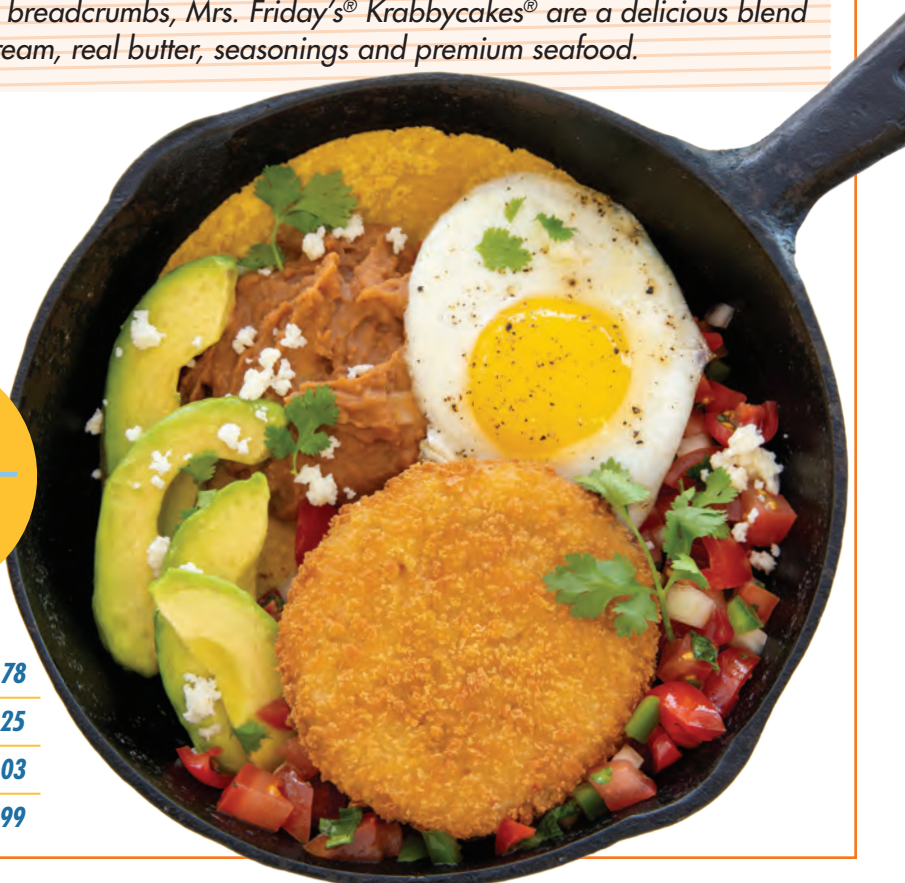 breadcrumbs, Mrs. Friday's® Krabbycakes® are a delicious blend
ream, real butter, seasonings and premium seafood.
78
25
03
99